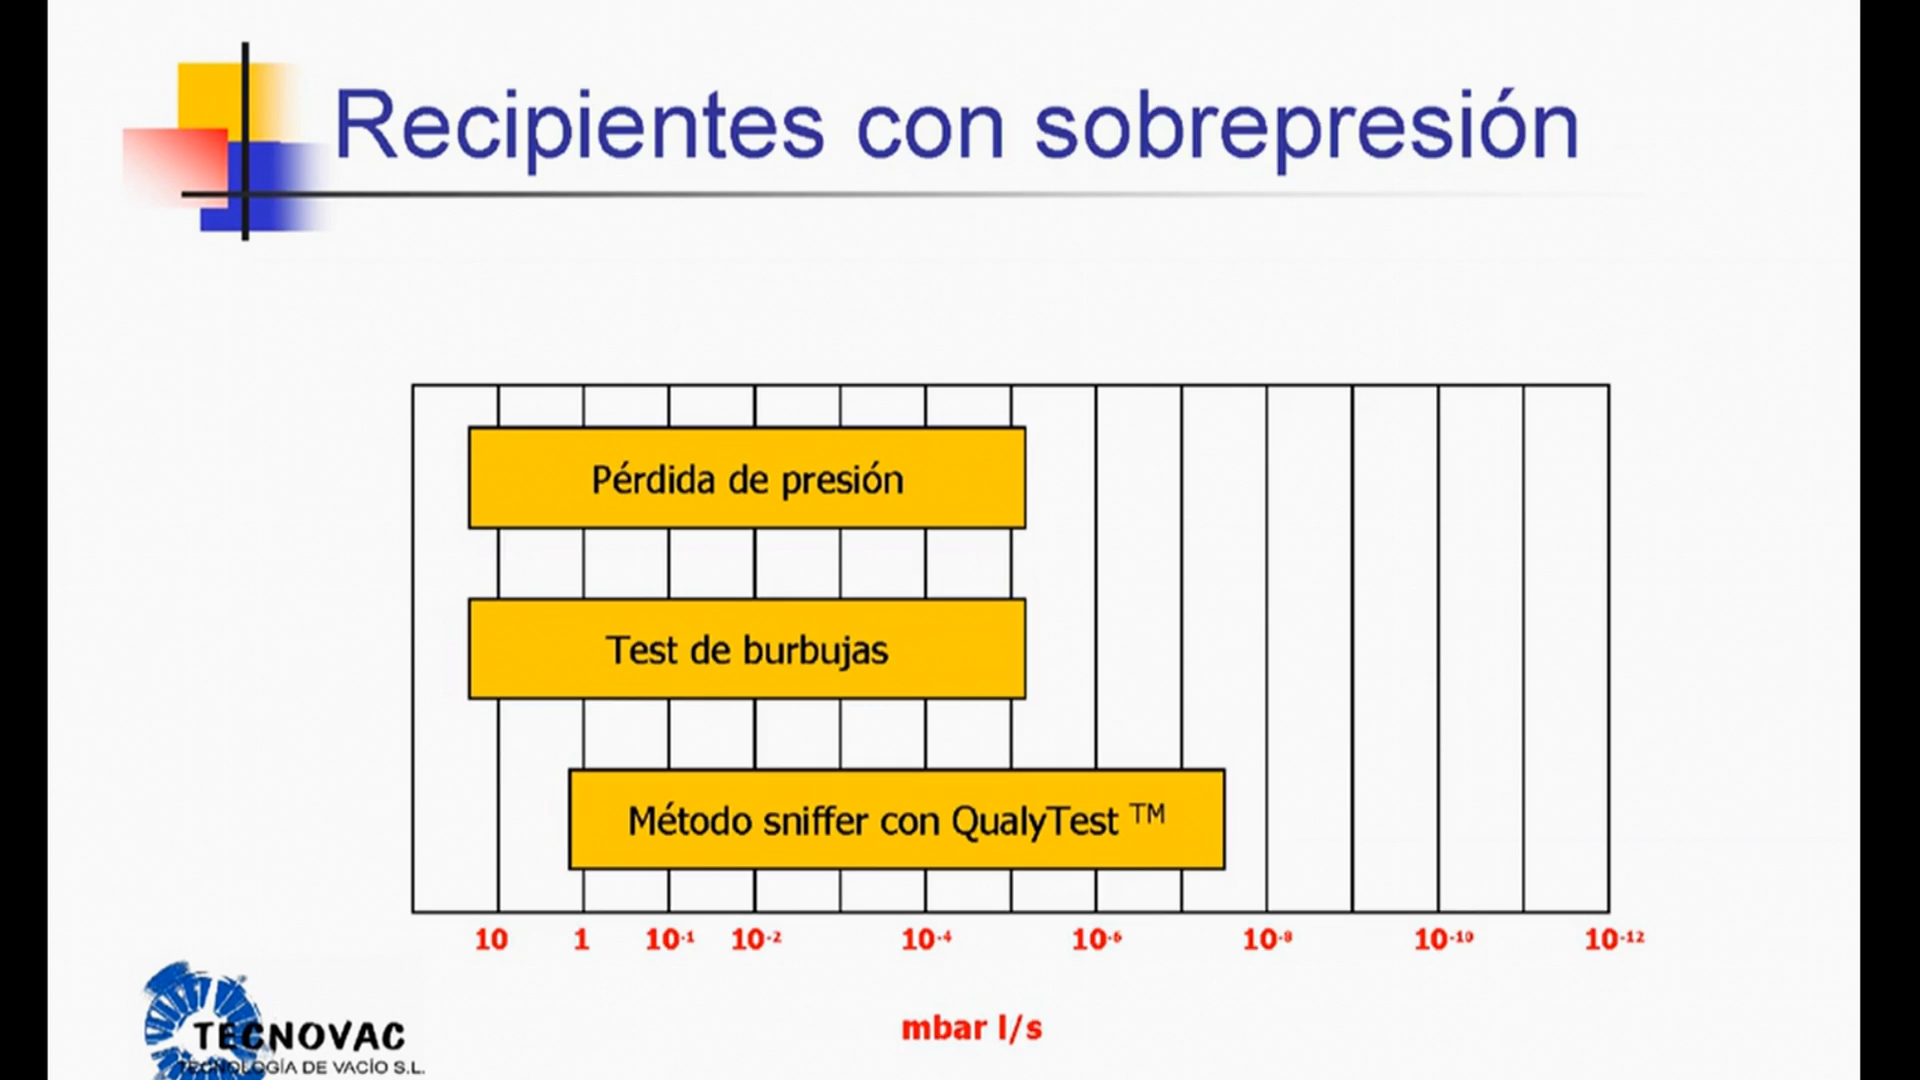 Recipientes con sobrepresión
Pérdida de presión
Test de burbujas
Método sniffer con QualyTest ™
10 1 10⁻¹ 10⁻² 10⁻⁴ 10⁻⁶ 10⁻⁸ 10⁻¹⁰ 10⁻¹²
mbar l/s
TECNOVAC
TECNOLOGÍA DE VACÍO S.L.